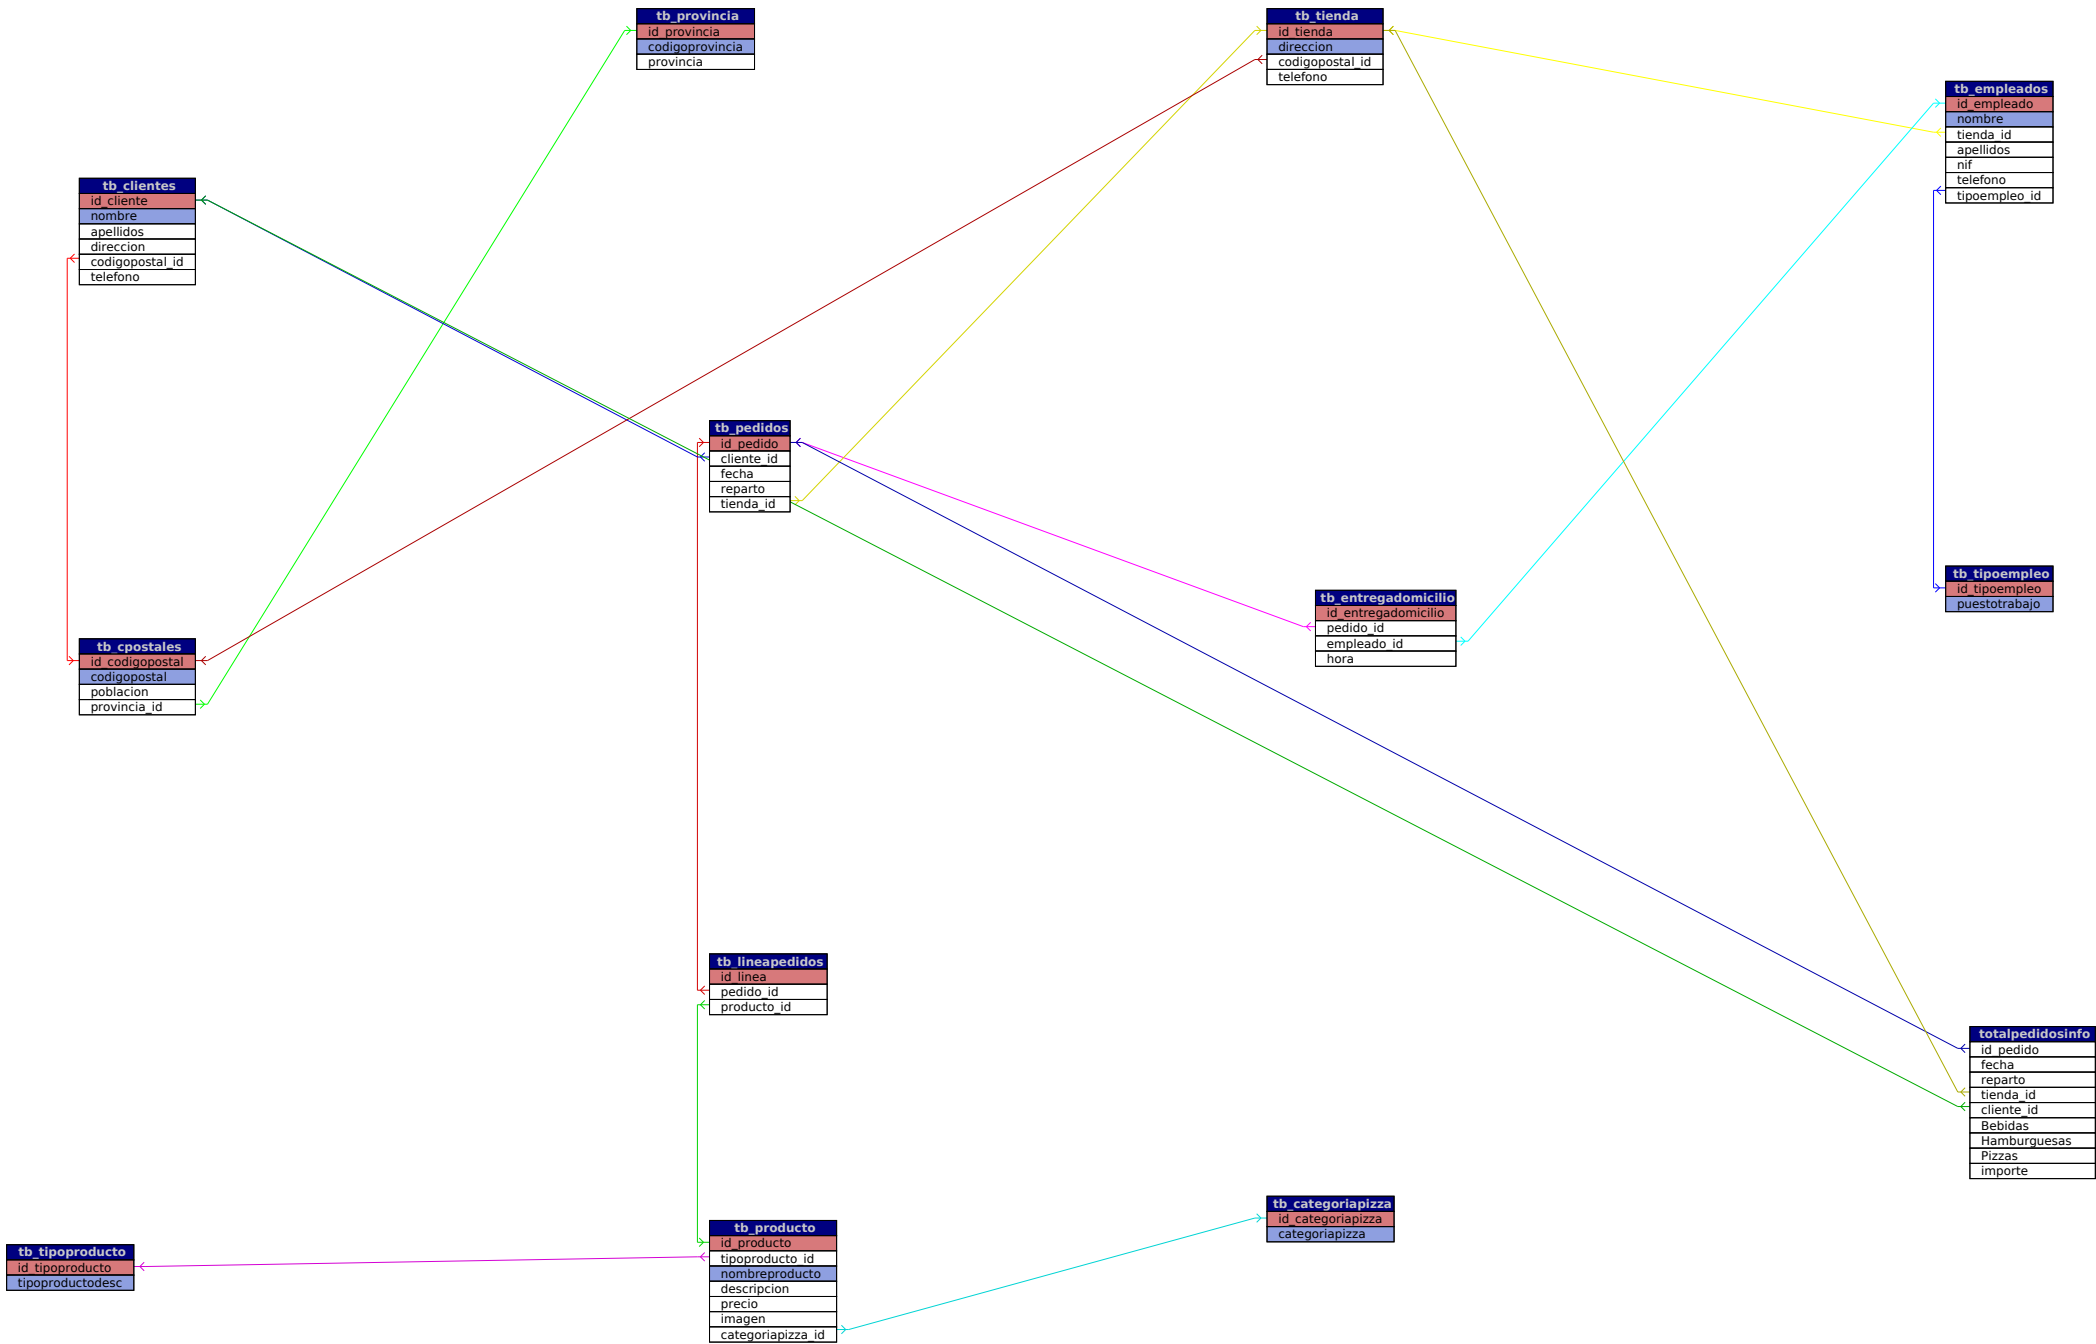 tb_provincia
id_provincia
codigoprovincia
provincia
tb_tienda
id_tienda
direccion
codigopostal_id
telefono
tb_empleados
id_empleado
nombre
tienda_id
apellidos
nif
telefono
tipoempleo_id
tb_clientes
id_cliente
nombre
apellidos
direccion
codigopostal_id
telefono
tb_pedidos
id_pedido
cliente_id
fecha
reparto
tienda_id
tb_tipoempleo
id_tipoempleo
puestotrabajo
tb_entregadomicilio
id_entregadomicilio
pedido_id
empleado_id
hora
tb_cpostales
id_codigopostal
codigopostal
poblacion
provincia_id
tb_lineapedidos
id_linea
pedido_id
producto_id
totalpedidosinfo
id_pedido
fecha
reparto
tienda_id
cliente_id
Bebidas
Hamburguesas
Pizzas
importe
tb_categoriapizza
id_categoriapizza
categoriapizza
tb_producto
id_producto
tipoproducto_id
nombreproducto
descripcion
precio
imagen
categoriapizza_id
tb_tipoproducto
id_tipoproducto
tipoproductodesc